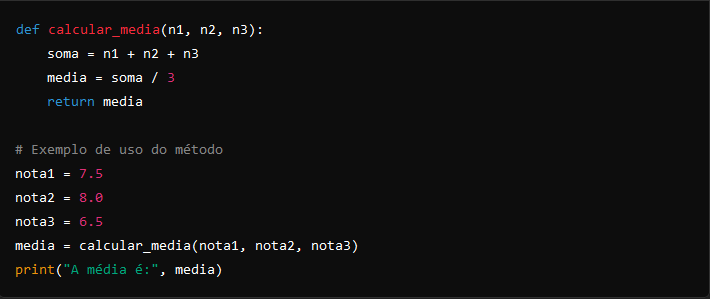 def calcular_media(n1, n2, n3):
    soma = n1 + n2 + n3
    media = soma / 3
    return media

# Exemplo de uso do método
nota1 = 7.5
nota2 = 8.0
nota3 = 6.5
media = calcular_media(nota1, nota2, nota3)
print("A média é:", media)